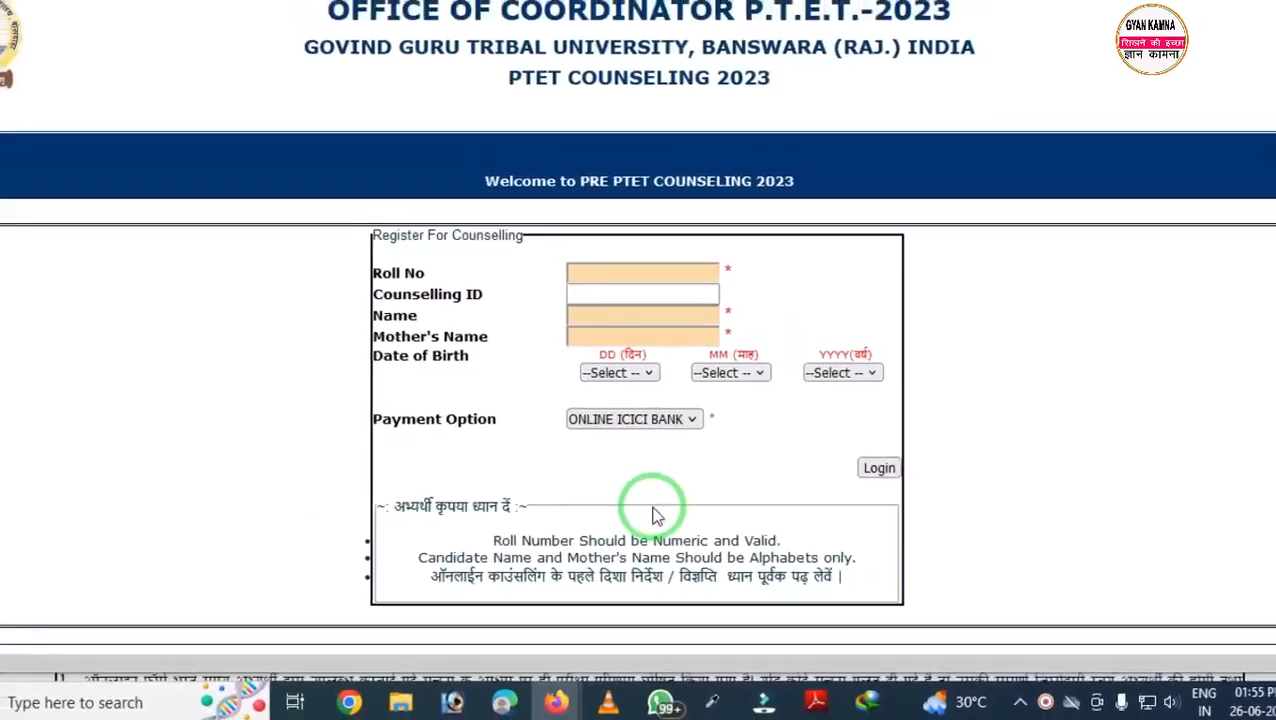 OFFICE OF COORDINATOR P.T.E.T.-2023
GOVIND GURU TRIBAL UNIVERSITY, BANSWARA (RAJ.) INDIA
PTET COUNSELING 2023
GYAN KAMNA
सिखने की इच्छा
ज्ञान कामना
Welcome to PRE PTET COUNSELING 2023
Register For Counselling
Roll No *
Counselling ID
Name *
Mother's Name *
Date of Birth DD (दिन) MM (माह) YYYY(वर्ष)
--Select -- --Select -- --Select --
Payment Option ONLINE ICICI BANK *
Login
~: अभ्यर्थी कृपया ध्यान दें :~
• Roll Number Should be Numeric and Valid.
• Candidate Name and Mother's Name Should be Alphabets only.
• ऑनलाईन काउंसलिंग के पहले दिशा निर्देश / विज्ञप्ति ध्यान पूर्वक पढ़ लेवें |
Type here to search
99+
30°C
ENG
IN
01:55 PM